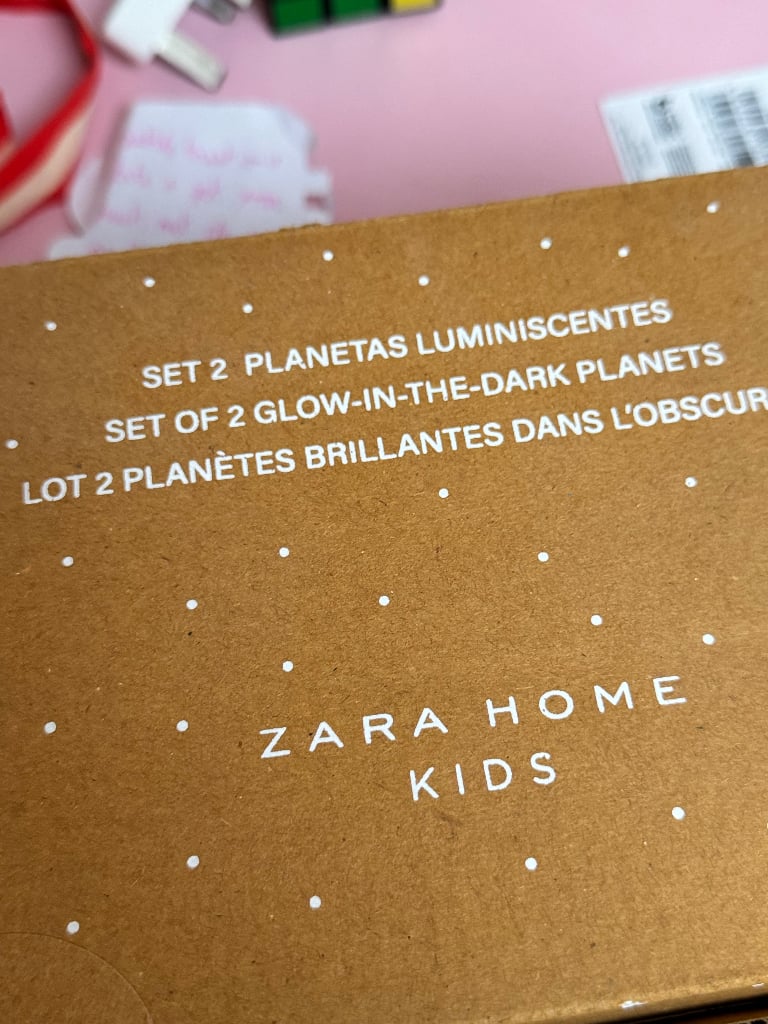 SET 2 PLANETAS LUMINISCENTES
SET OF 2 GLOW-IN-THE-DARK PLANETS
LOT 2 PLANÈTES BRILLANTES DANS L'OBSCUR
ZARA HOME
KIDS